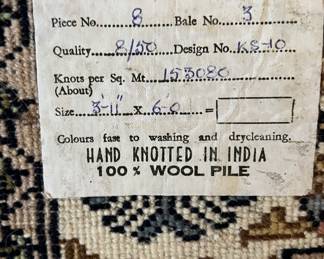 Piece No. 8 Bale No. 3
Quality 8/50 Design No. KS-10
Knots per Sq. Mt. 153080
(About)
Size 3'-11" X 6-0 =
Colours fast to washing and drycleaning.
HAND KNOTTED IN INDIA
100% WOOL PILE